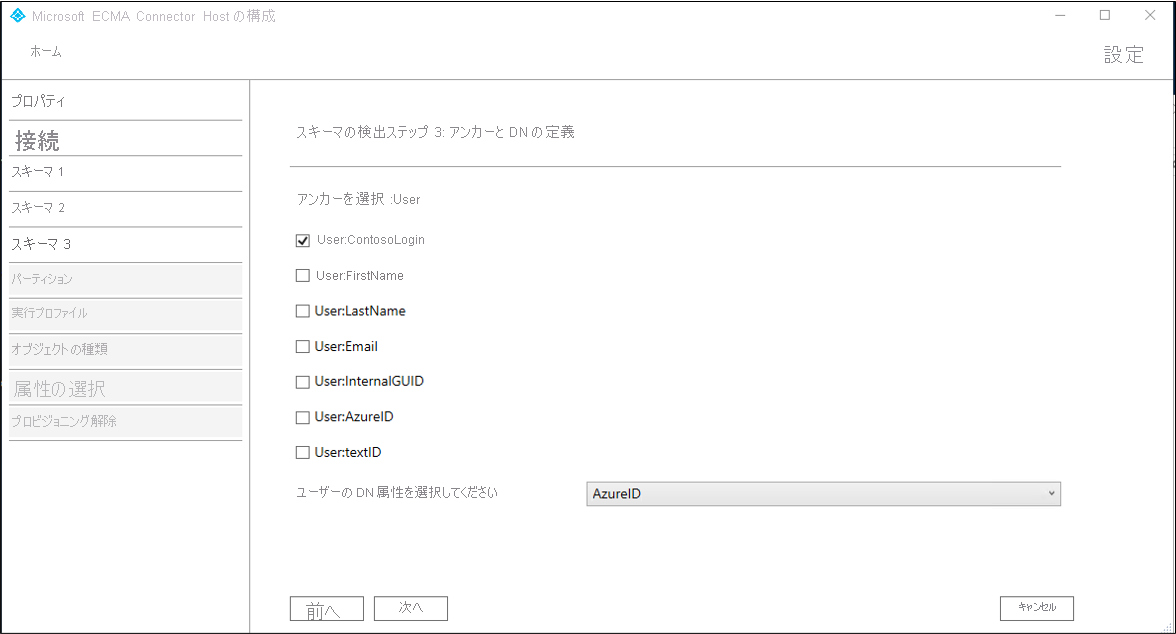 Microsoft ECMA Connector Host の構成
ホーム
設定
プロパティ
接続
スキーマ 1
スキーマ 2
スキーマ 3
パーティション
実行プロファイル
オブジェクトの種類
属性の選択
プロビジョニング解除
スキーマの検出ステップ 3: アンカーと DN の定義
アンカーを選択 :User
User:ContosoLogin
User:FirstName
User:LastName
User:Email
User:InternalGUID
User:AzureID
User:textID
ユーザーの DN 属性を選択してください
AzureID
前へ
次へ
キャンセル